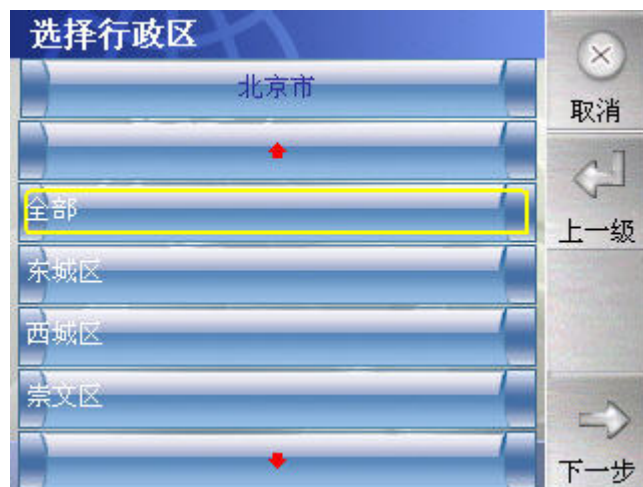 选择行政区
北京市
全部
东城区
西城区
崇文区
取消
上一级
下一步